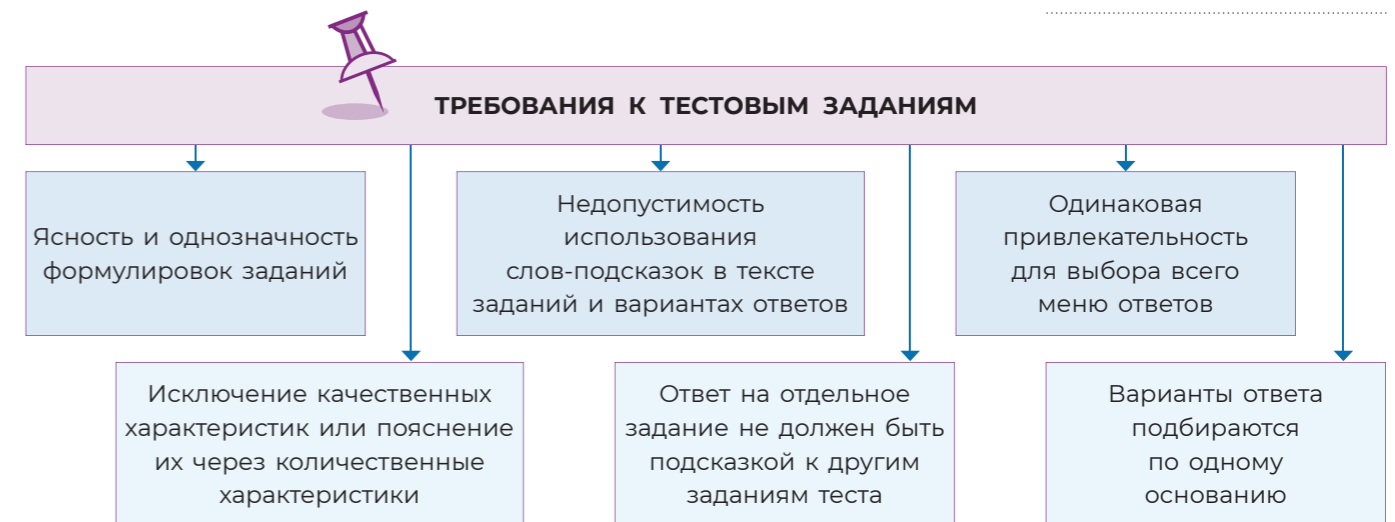 ТРЕБОВАНИЯ К ТЕСТОВЫМ ЗАДАНИЯМ
Ясность и однозначность
формулировок заданий
Недопустимость
использования
слов-подсказок в тексте
заданий и вариантах ответов
Одинаковая
привлекательность
для выбора всего
меню ответов
Исключение качественных
характеристик или пояснение
их через количественные
характеристики
Ответ на отдельное
задание не должен быть
подсказкой к другим
заданиям теста
Варианты ответа
подбираются
по одному
основанию